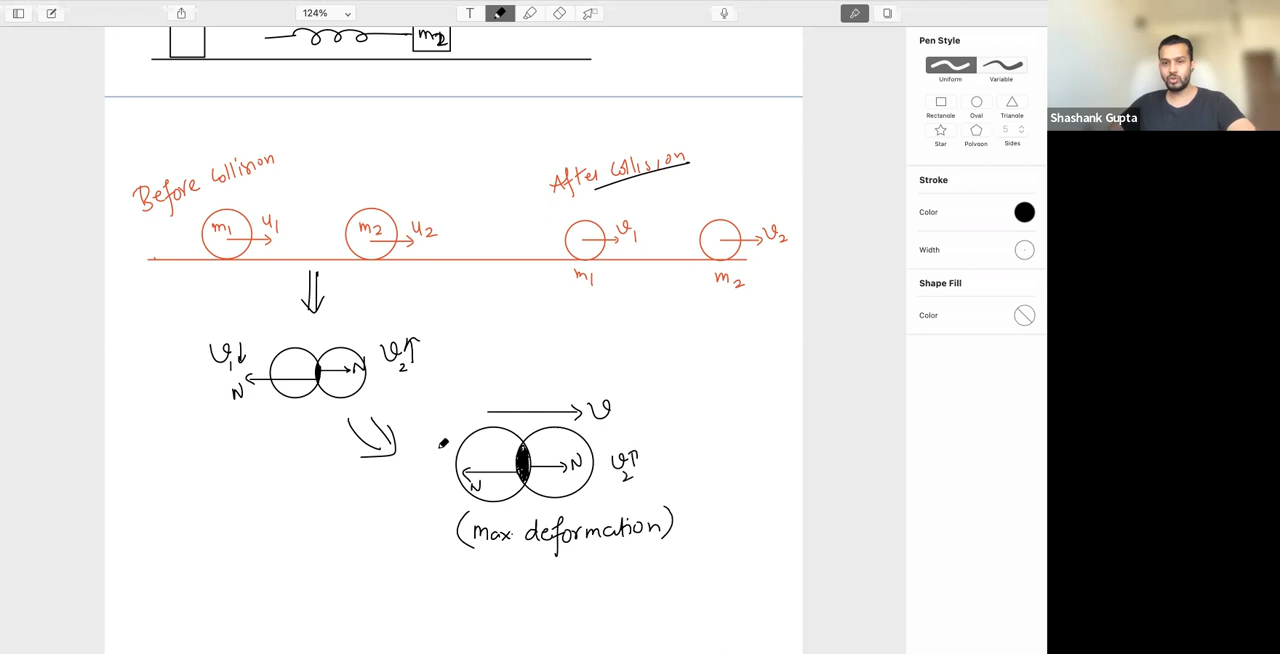 124%
T
Pen Style
Uniform
Variable
Rectangle
Oval
Triangle
Star
Polygon
5
Sides
Stroke
Color
Width
Shape Fill
Color
Shashank Gupta
m2
Before Collision
m1
u1
m2
u2
After Collision
v1
v2
m1
m2
v1↓
N
N
v2↑
v
N
N
v2↑
(max. deformation)